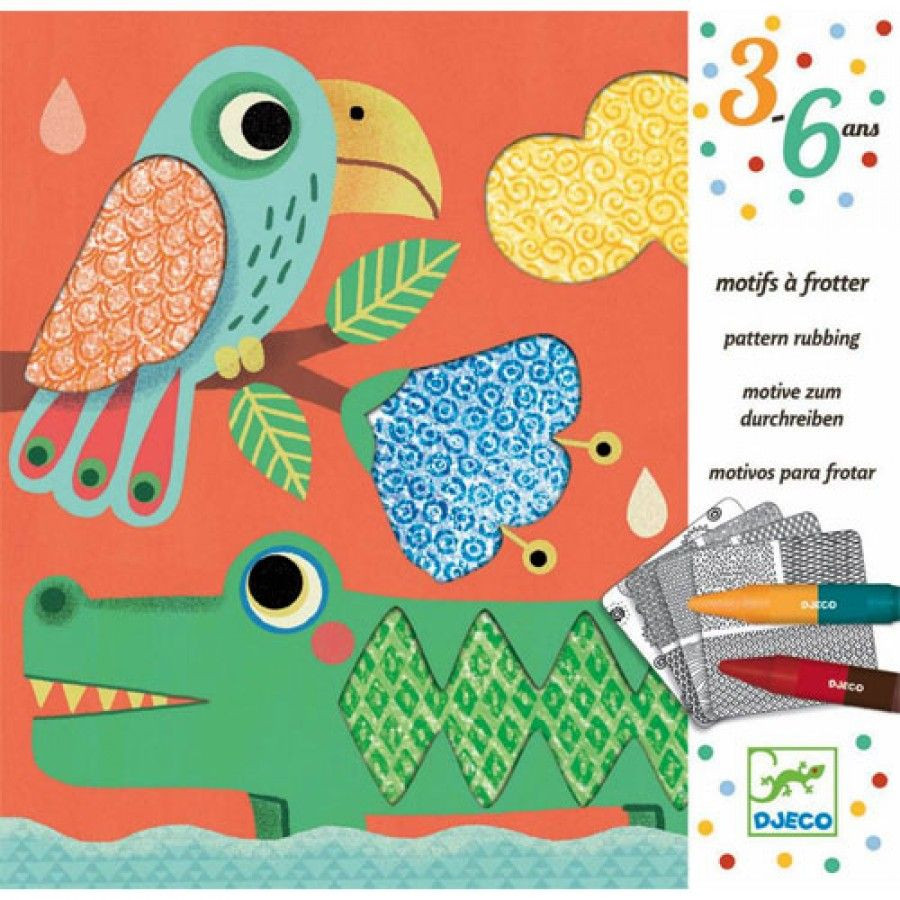 3-6 ans
motifs à frotter
pattern rubbing
motive zum
durchreiben
motivos para frotar
DJECO
DJECO
DJECO